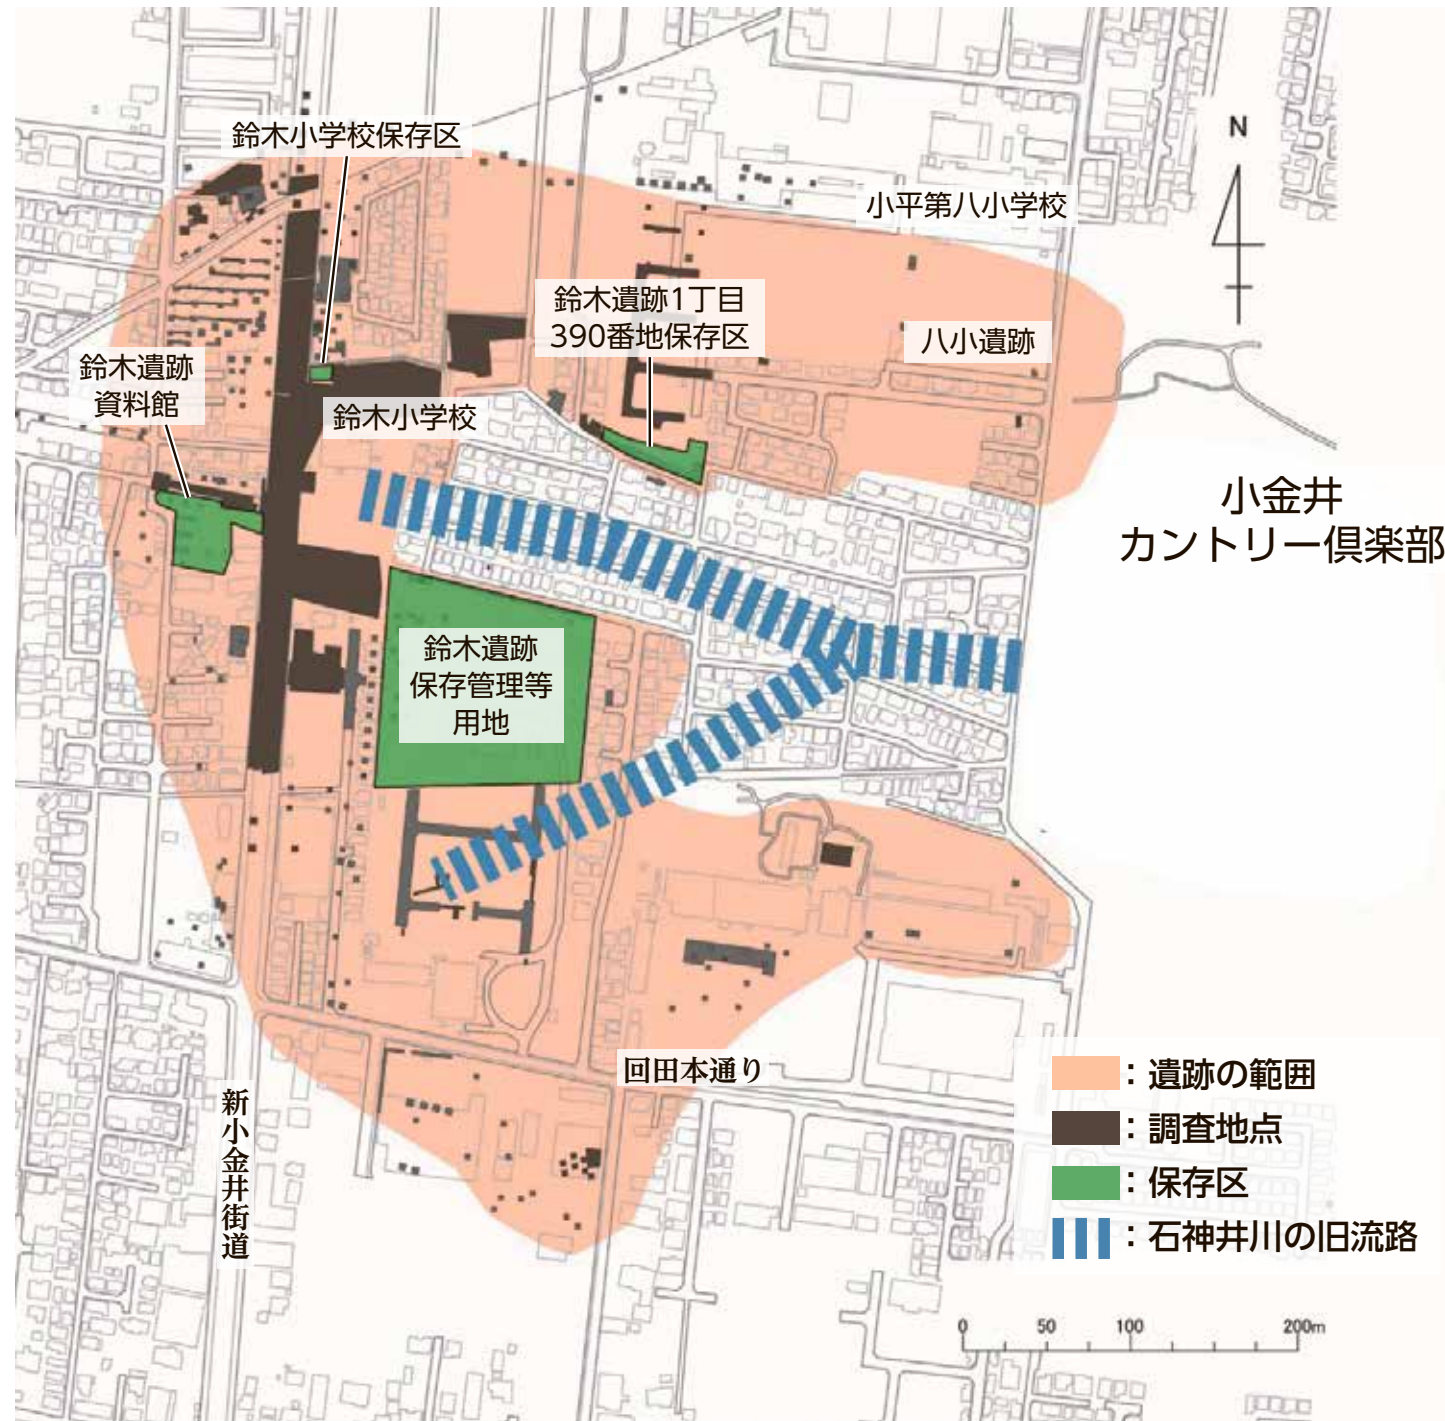 鈴木小学校保存区
N
小平第八小学校
鈴木遺跡1丁目
390番地保存区
八小遺跡
鈴木遺跡
資料館
鈴木小学校
小金井
カントリー倶楽部
鈴木遺跡
保存管理等
用地
回田本通り
新小金井街道
：遺跡の範囲
：調査地点
：保存区
：石神井川の旧流路
0 50 100 200m